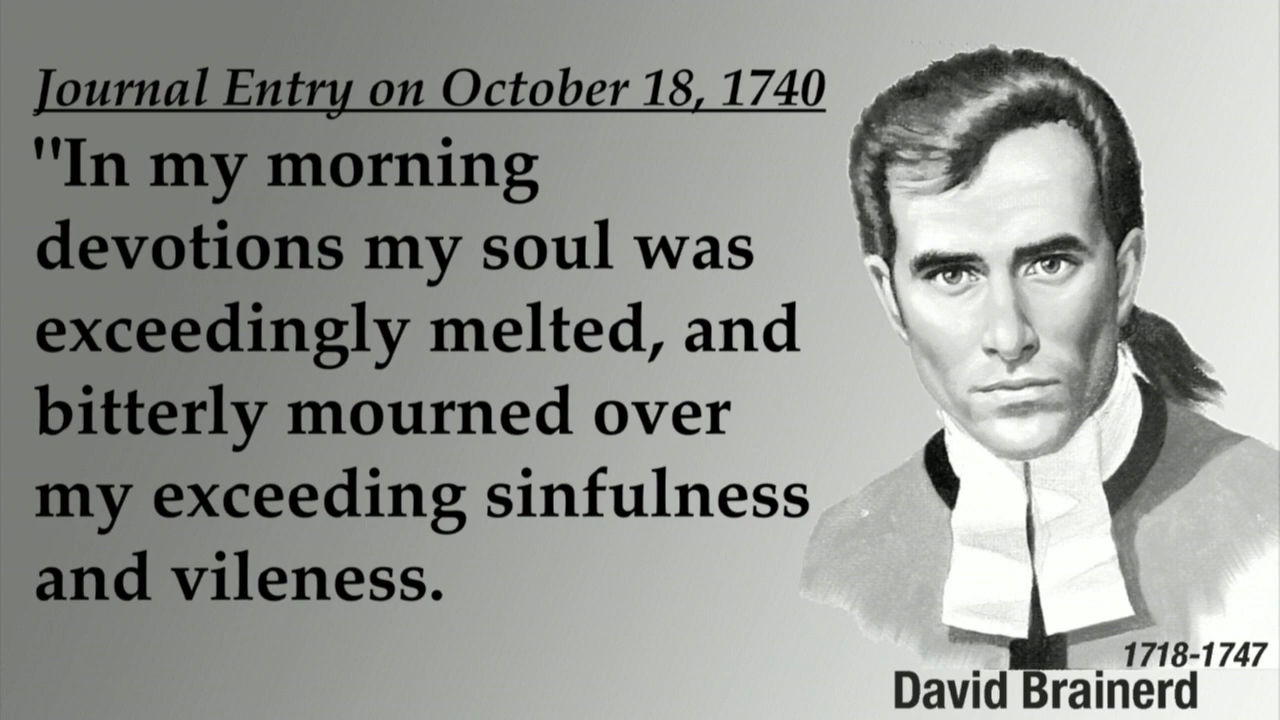 Journal Entry on October 18, 1740
"In my morning
devotions my soul was
exceedingly melted, and
bitterly mourned over
my exceeding sinfulness
and vileness.
1718-1747
David Brainerd